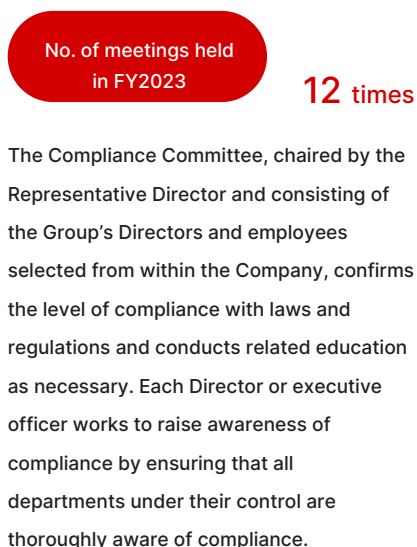 No. of meetings held
in FY2023
12 times
The Compliance Committee, chaired by the
Representative Director and consisting of
the Group’s Directors and employees
selected from within the Company, confirms
the level of compliance with laws and
regulations and conducts related education
as necessary. Each Director or executive
officer works to raise awareness of
compliance by ensuring that all
departments under their control are
thoroughly aware of compliance.